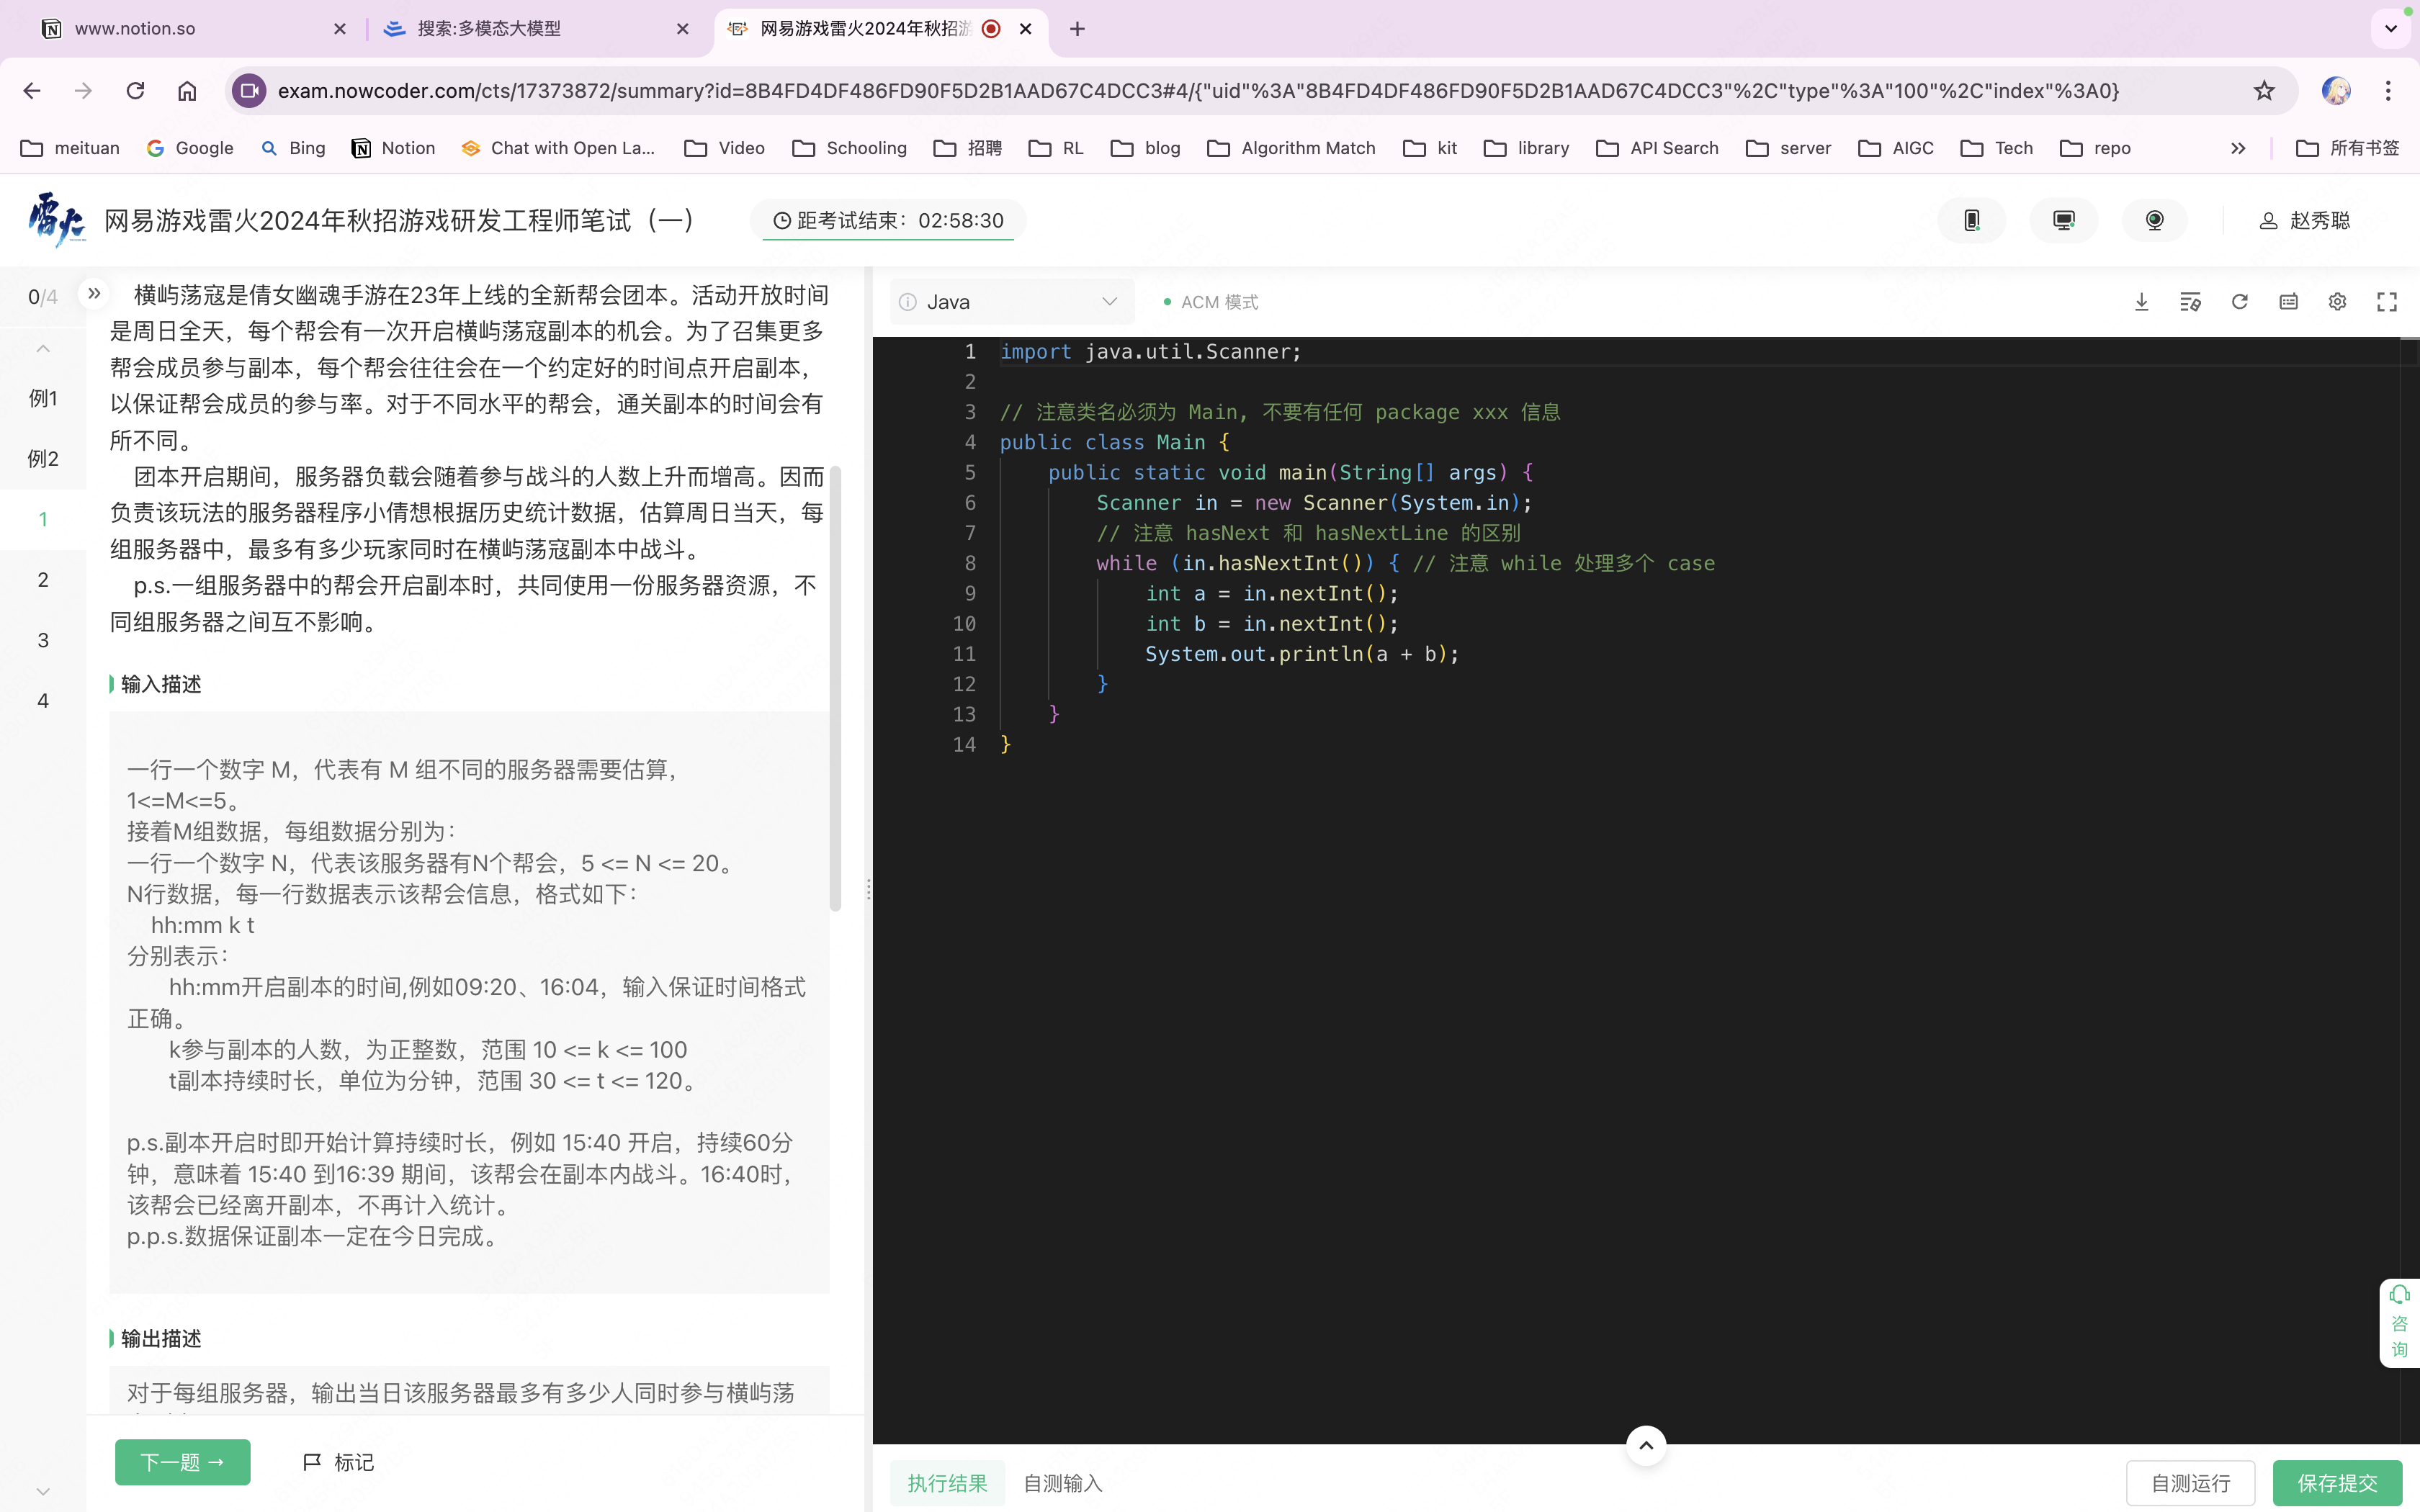 www.notion.so
搜索:多模态大模型
网易游戏雷火2024年秋招游
exam.nowcoder.com/cts/17373872/summary?id=8B4FD4DF486FD90F5D2B1AAD67C4DCC3#4/{"uid"%3A"8B4FD4DF486FD90F5D2B1AAD67C4DCC3"%2C"type"%3A"100"%2C"index"%3A0}
meituan
Google
Bing
Notion
Chat with Open La...
Video
Schooling
招聘
RL
blog
Algorithm Match
kit
library
API Search
server
AIGC
Tech
repo
所有书签
雷火
网易游戏雷火2024年秋招游戏研发工程师笔试（一）
距考试结束：02:58:30
赵秀聪
0/4
例1
例2
1
2
3
4
横屿荡寇是倩女幽魂手游在23年上线的全新帮会团本。活动开放时间
是周日全天，每个帮会有一次开启横屿荡寇副本的机会。为了召集更多
帮会成员参与副本，每个帮会往往会在一个约定好的时间点开启副本，
以保证帮会成员的参与率。对于不同水平的帮会，通关副本的时间会有
所不同。
团本开启期间，服务器负载会随着参与战斗的人数上升而增高。因而
负责该玩法的服务器程序小倩想根据历史统计数据，估算周日当天，每
组服务器中，最多有多少玩家同时在横屿荡寇副本中战斗。
p.s.一组服务器中的帮会开启副本时，共同使用一份服务器资源，不
同组服务器之间互不影响。
输入描述
一行一个数字 M，代表有 M 组不同的服务器需要估算，
1<=M<=5。
接着M组数据，每组数据分别为：
一行一个数字 N，代表该服务器有N个帮会，5 <= N <= 20。
N行数据，每一行数据表示该帮会信息，格式如下：
hh:mm k t
分别表示：
hh:mm开启副本的时间,例如09:20、16:04，输入保证时间格式
正确。
k参与副本的人数，为正整数，范围 10 <= k <= 100
t副本持续时长，单位为分钟，范围 30 <= t <= 120。
p.s.副本开启时即开始计算持续时长，例如 15:40 开启，持续60分
钟，意味着 15:40 到16:39 期间，该帮会在副本内战斗。16:40时，
该帮会已经离开副本，不再计入统计。
p.p.s.数据保证副本一定在今日完成。
输出描述
对于每组服务器，输出当日该服务器最多有多少人同时参与横屿荡
下一题→
标记
Java
ACM 模式
1 import java.util.Scanner;
2
3 // 注意类名必须为 Main, 不要有任何 package xxx 信息
4 public class Main {
5 public static void main(String[] args) {
6 Scanner in = new Scanner(System.in);
7 // 注意 hasNext 和 hasNextLine 的区别
8 while (in.hasNextInt()) { // 注意 while 处理多个 case
9 int a = in.nextInt();
10 int b = in.nextInt();
11 System.out.println(a + b);
12 }
13 }
14 }
咨
询
执行结果
自测输入
自测运行
保存提交